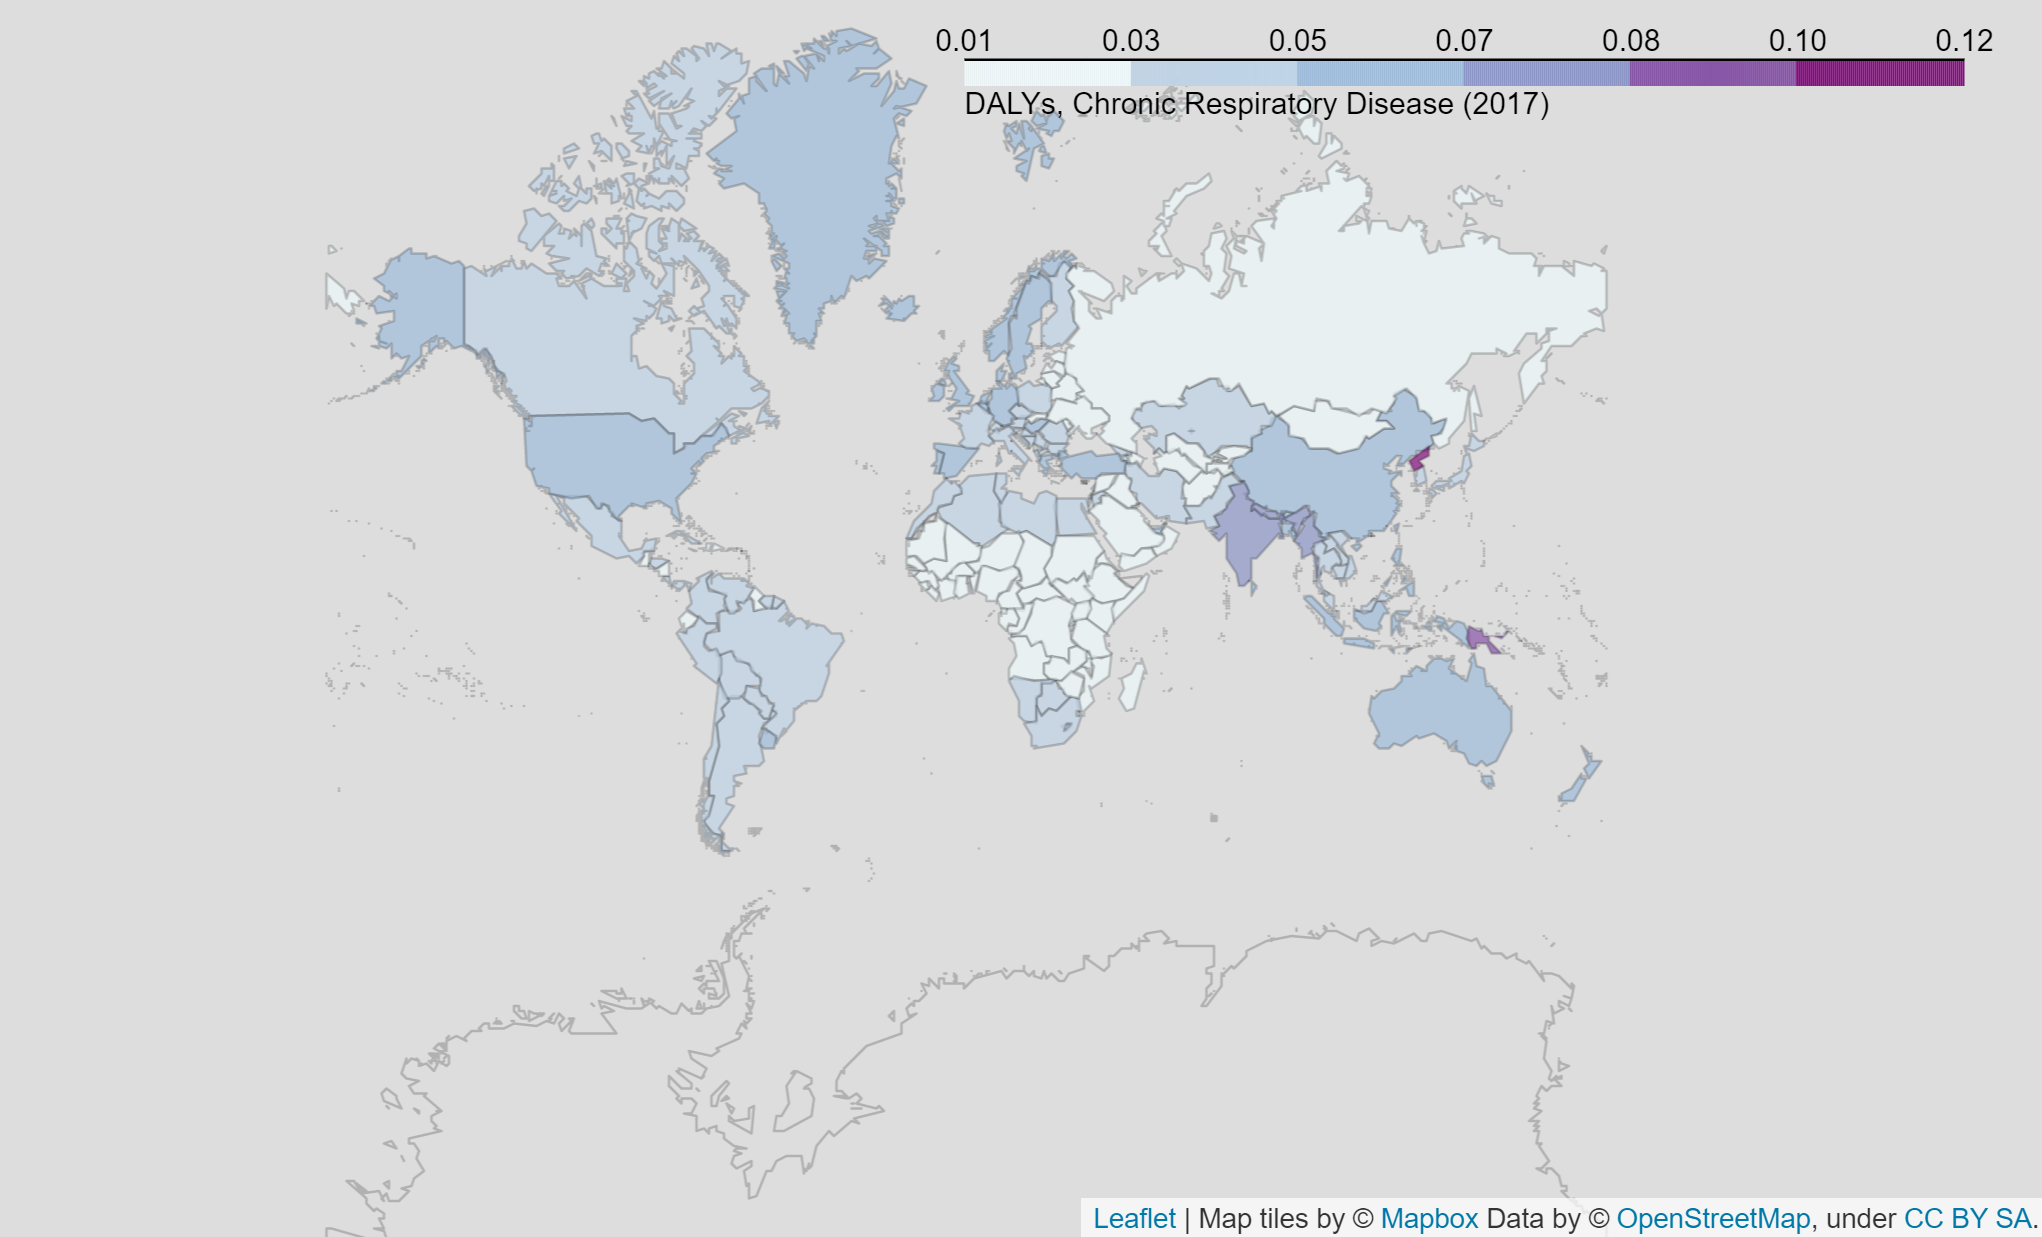 0.01 0.03 0.05 0.07 0.08 0.10 0.12
DALYs, Chronic Respiratory Disease (2017)
Leaflet | Map tiles by © Mapbox Data by © OpenStreetMap, under CC BY SA.